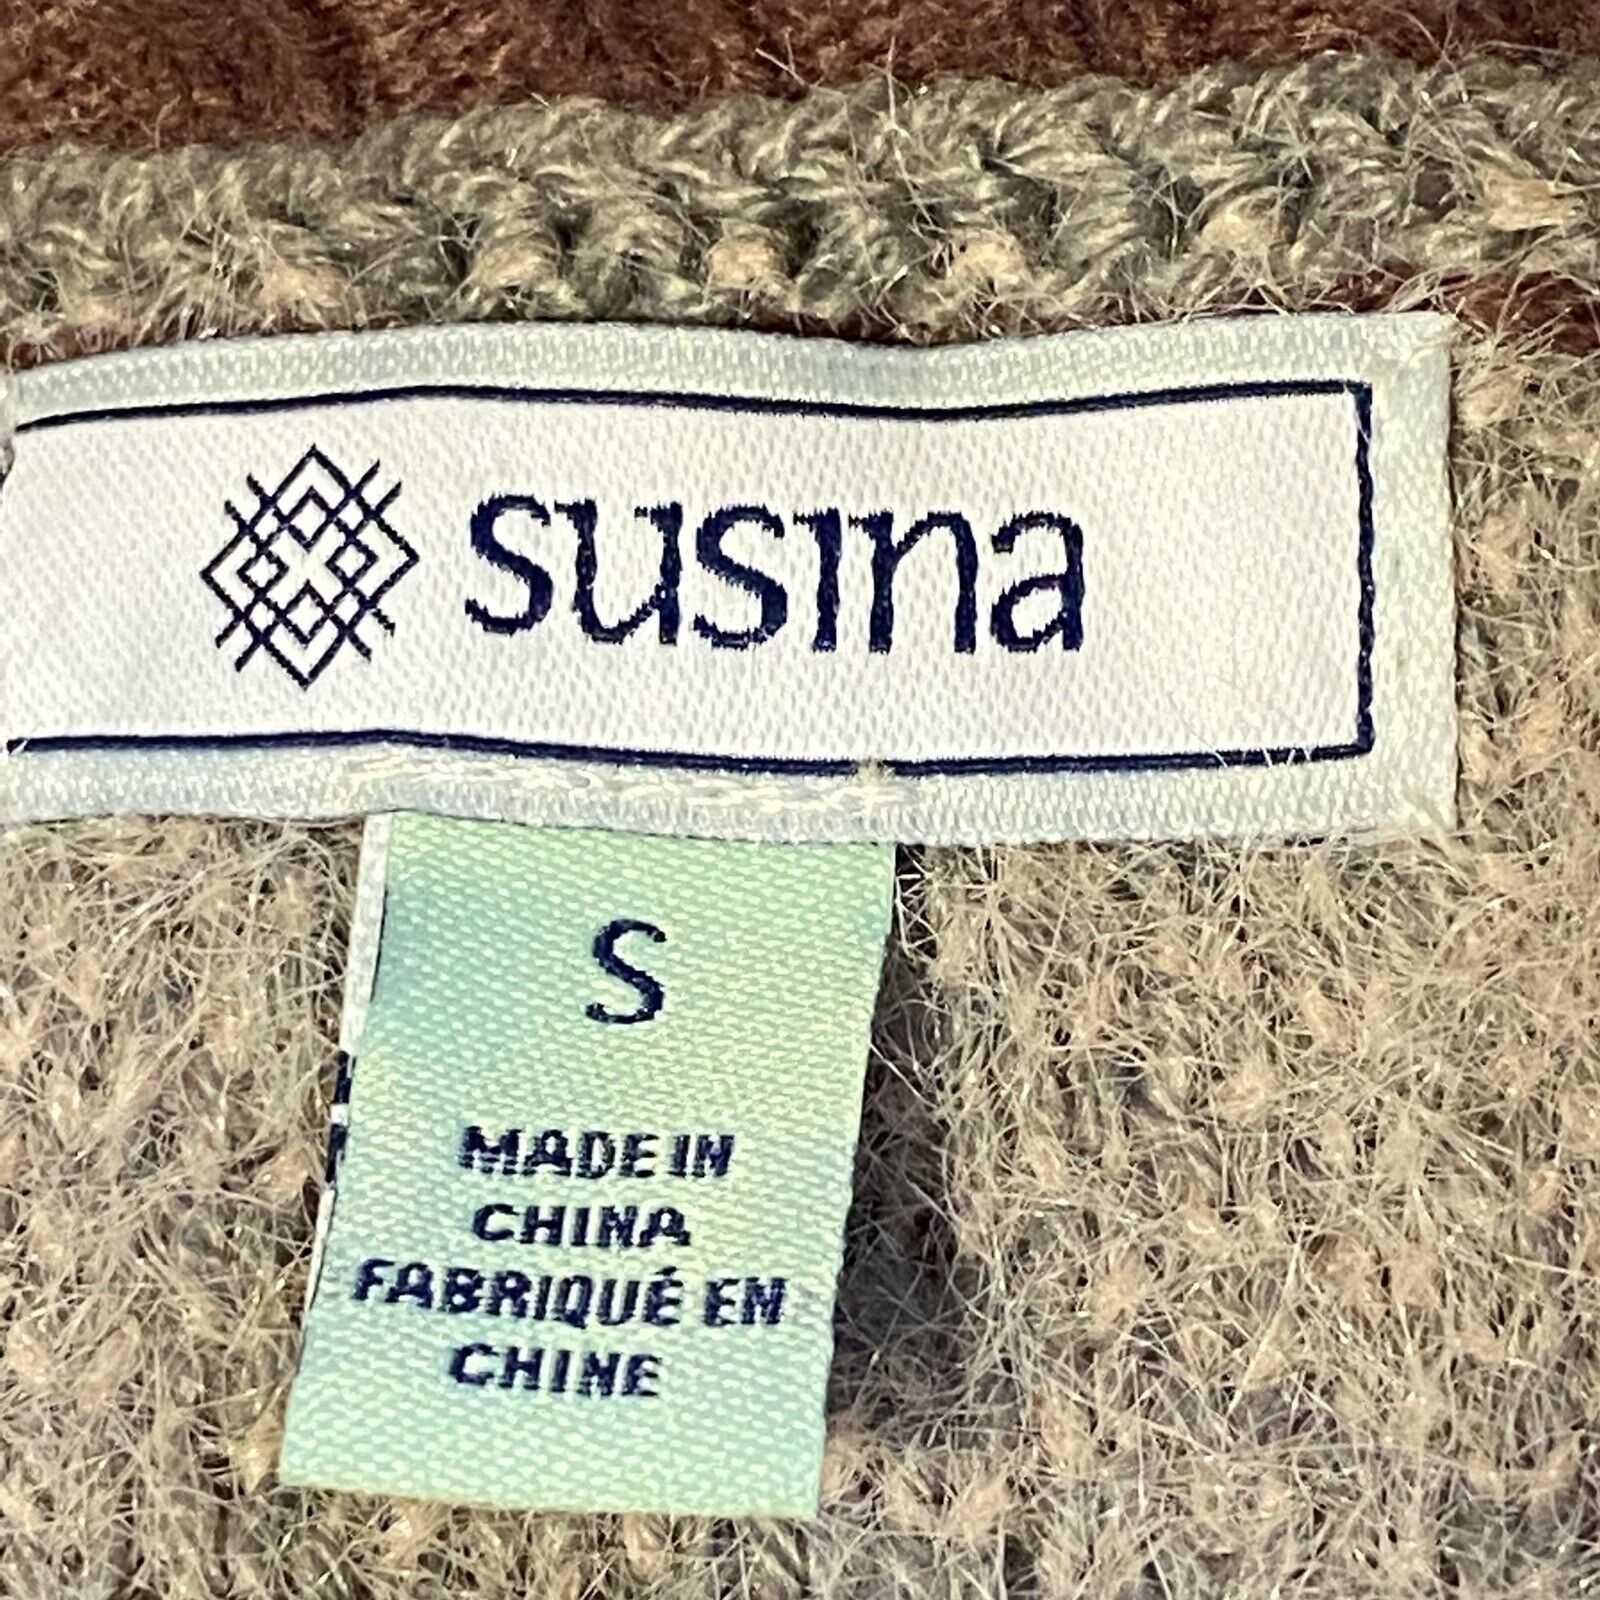 susina
S
MADE IN
CHINA
FABRIQUÉ EN
CHINE